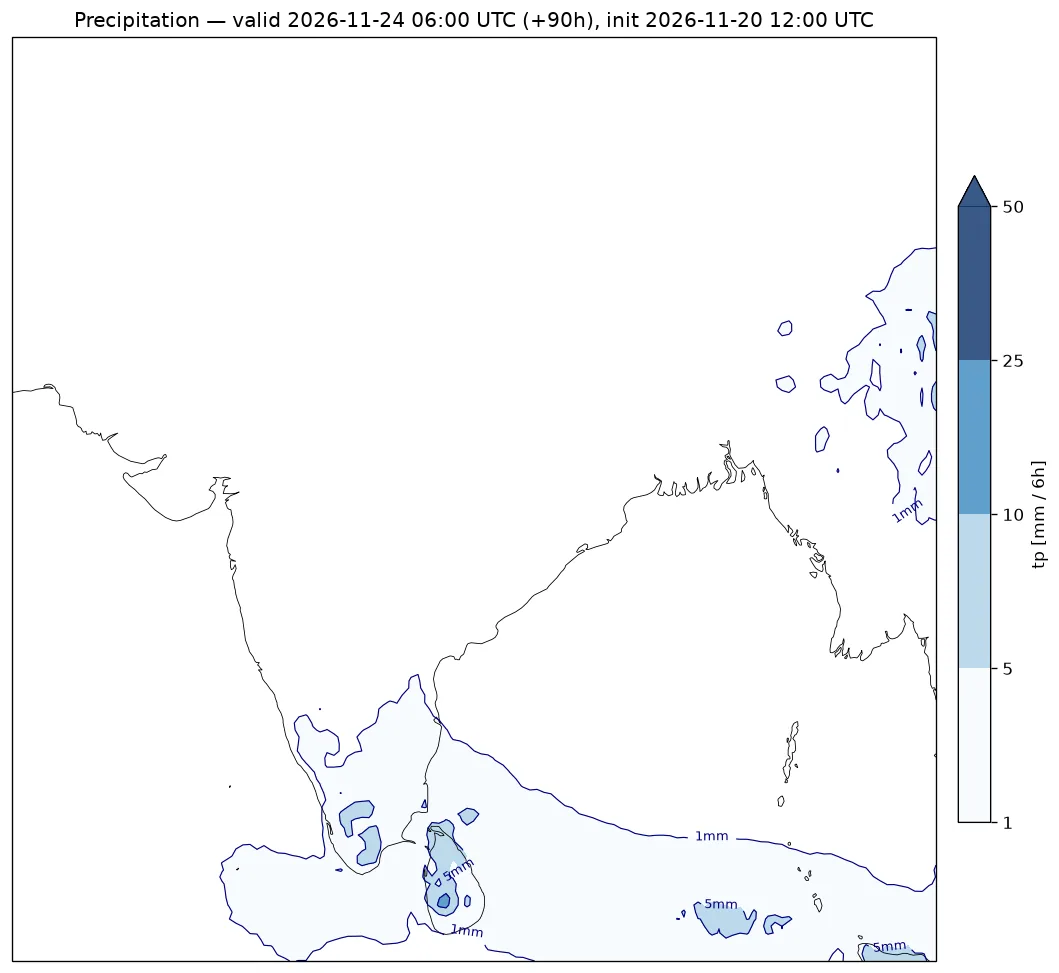 Precipitation — valid 2026-11-24 06:00 UTC (+90h), init 2026-11-20 12:00 UTC
50
25
10
5
1
tp [mm / 6h]
1mm
1mm
5mm
5mm
1mm
5mm